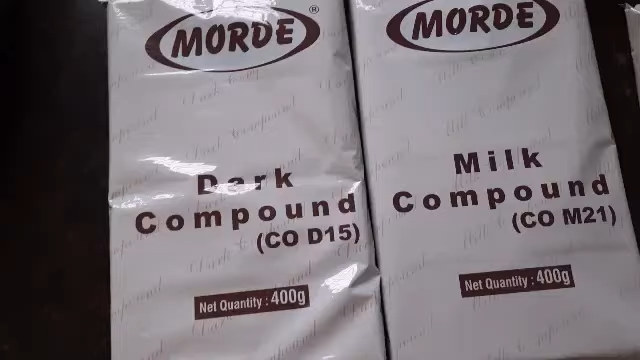 MORDE®
Dark
Compound
(CO D15)
Net Quantity : 400g
MORDE
Milk
Compound
(CO M21)
Net Quantity : 400g